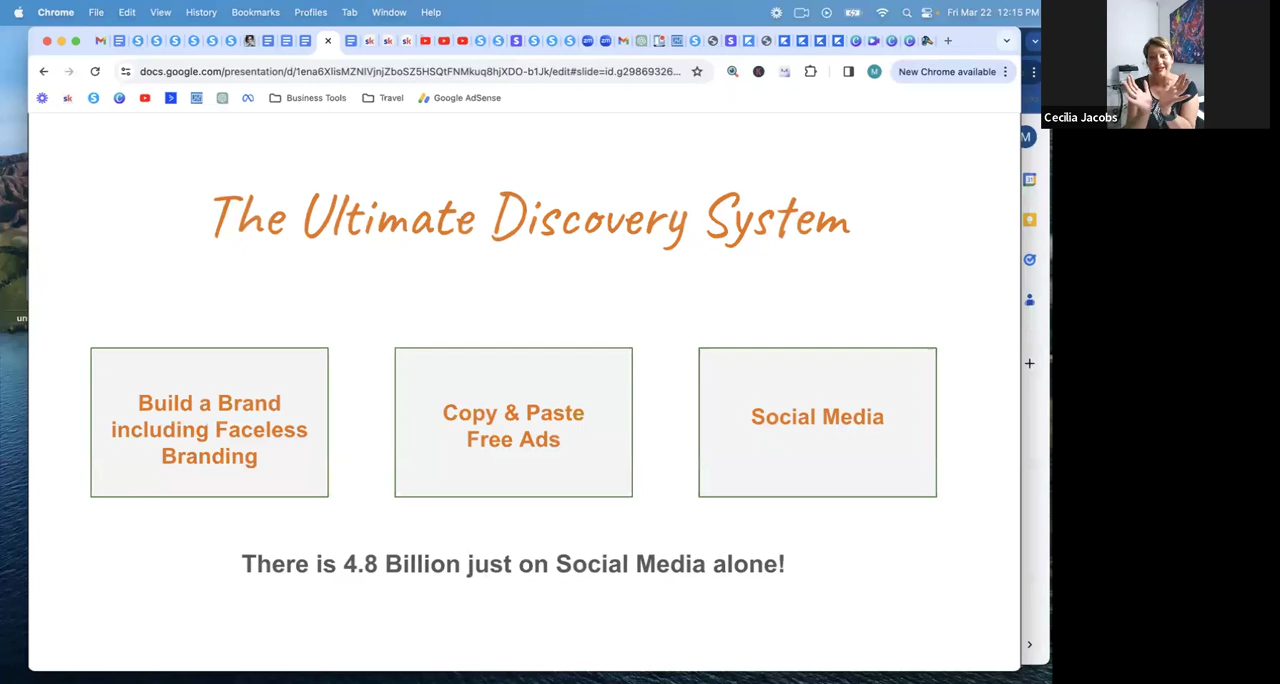 Chrome File Edit View History Bookmarks Profiles Tab Window Help Fri Mar 22 12:15 PM
docs.google.com/presentation/d/1ena6XlisMZNlVjnjZboSZ5HSQtFNMkuq8hjXDO-b1Jk/edit#slide=id.g29869326... New Chrome available
Business Tools Travel Google AdSense
Cecilia Jacobs
The Ultimate Discovery System
Build a Brand
including Faceless
Branding
Copy & Paste
Free Ads
Social Media
There is 4.8 Billion just on Social Media alone!